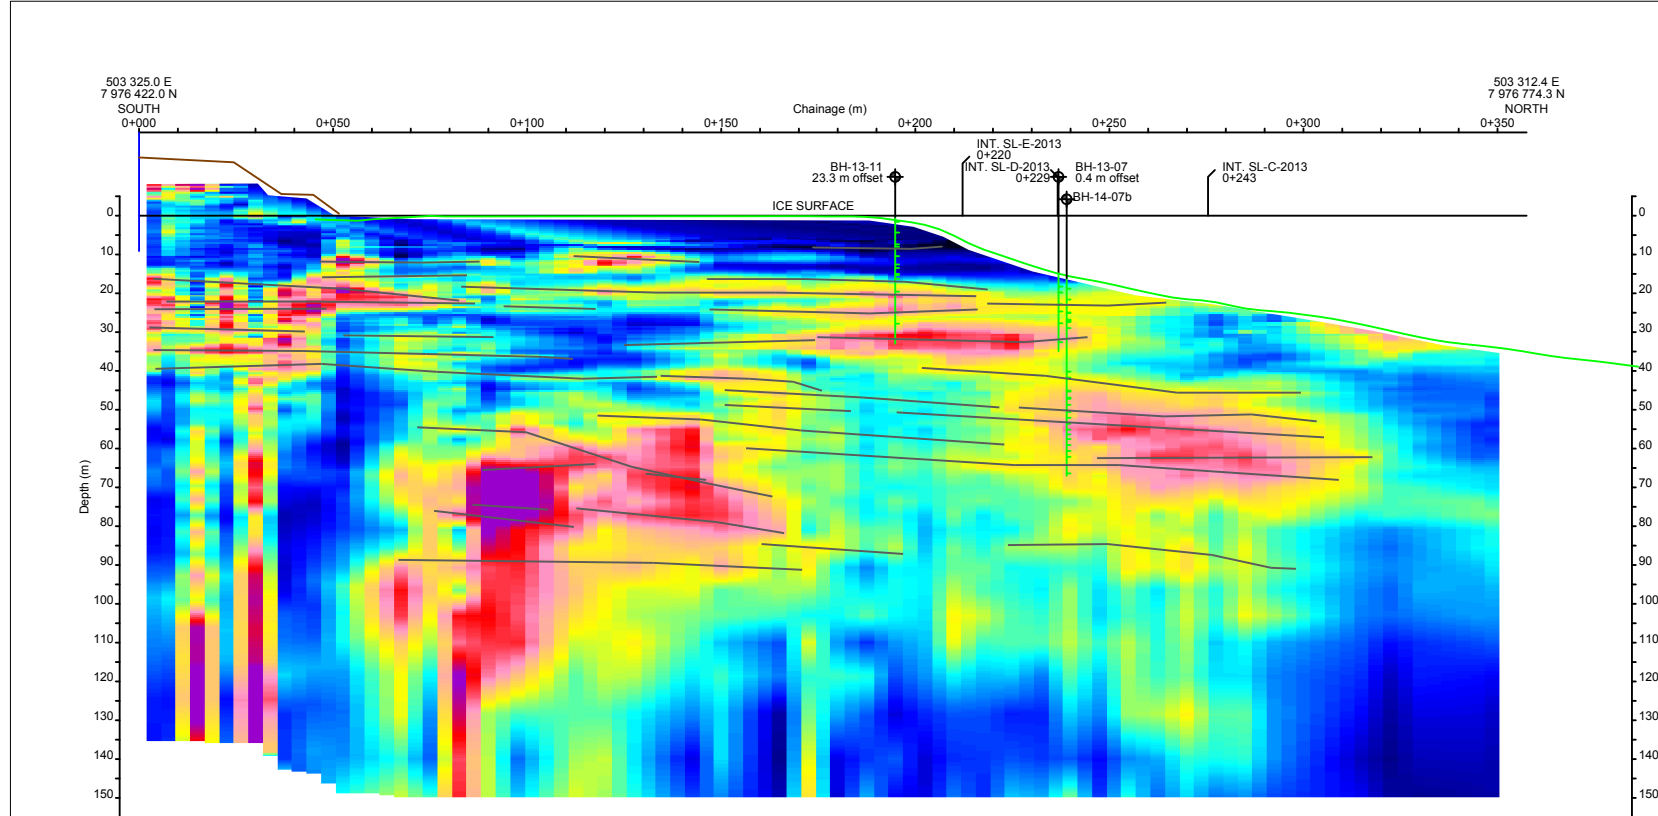 503 325.0 E
7 976 422.0 N
SOUTH
503 312.4 E
7 976 774.3 N
NORTH
Chainage (m)
0+000 0+050 0+100 0+150 0+200 0+250 0+300 0+350
INT. SL-E-2013
0+220
BH-13-11
23.3 m offset
INT. SL-D-2013
0+229
BH-13-07
0.4 m offset
INT. SL-C-2013
0+243
BH-14-07b
ICE SURFACE
Depth (m)
0
10
20
30
40
50
60
70
80
90
100
110
120
130
140
150
0
10
20
30
40
50
60
70
80
90
100
110
120
130
140
150